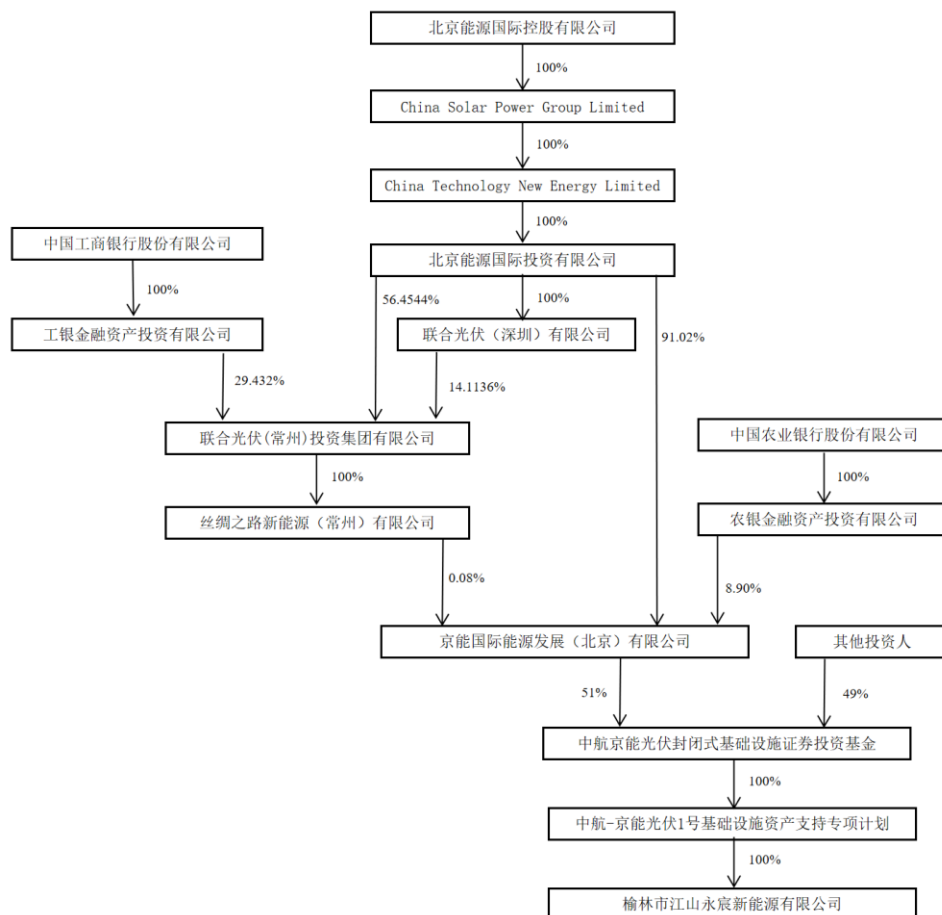 北京能源国际控股有限公司
100%
China Solar Power Group Limited
100%
China Technology New Energy Limited
100%
中国工商银行股份有限公司
北京能源国际投资有限公司
100%
56.4544%
100%
工银金融资产投资有限公司
联合光伏（深圳）有限公司
91.02%
29.432%
14.1136%
联合光伏(常州)投资集团有限公司
中国农业银行股份有限公司
100%
100%
丝绸之路新能源（常州）有限公司
农银金融资产投资有限公司
0.08%
8.90%
京能国际能源发展（北京）有限公司
其他投资人
51%
49%
中航京能光伏封闭式基础设施证券投资基金
100%
中航-京能光伏1号基础设施资产支持专项计划
100%
榆林市江山永宸新能源有限公司